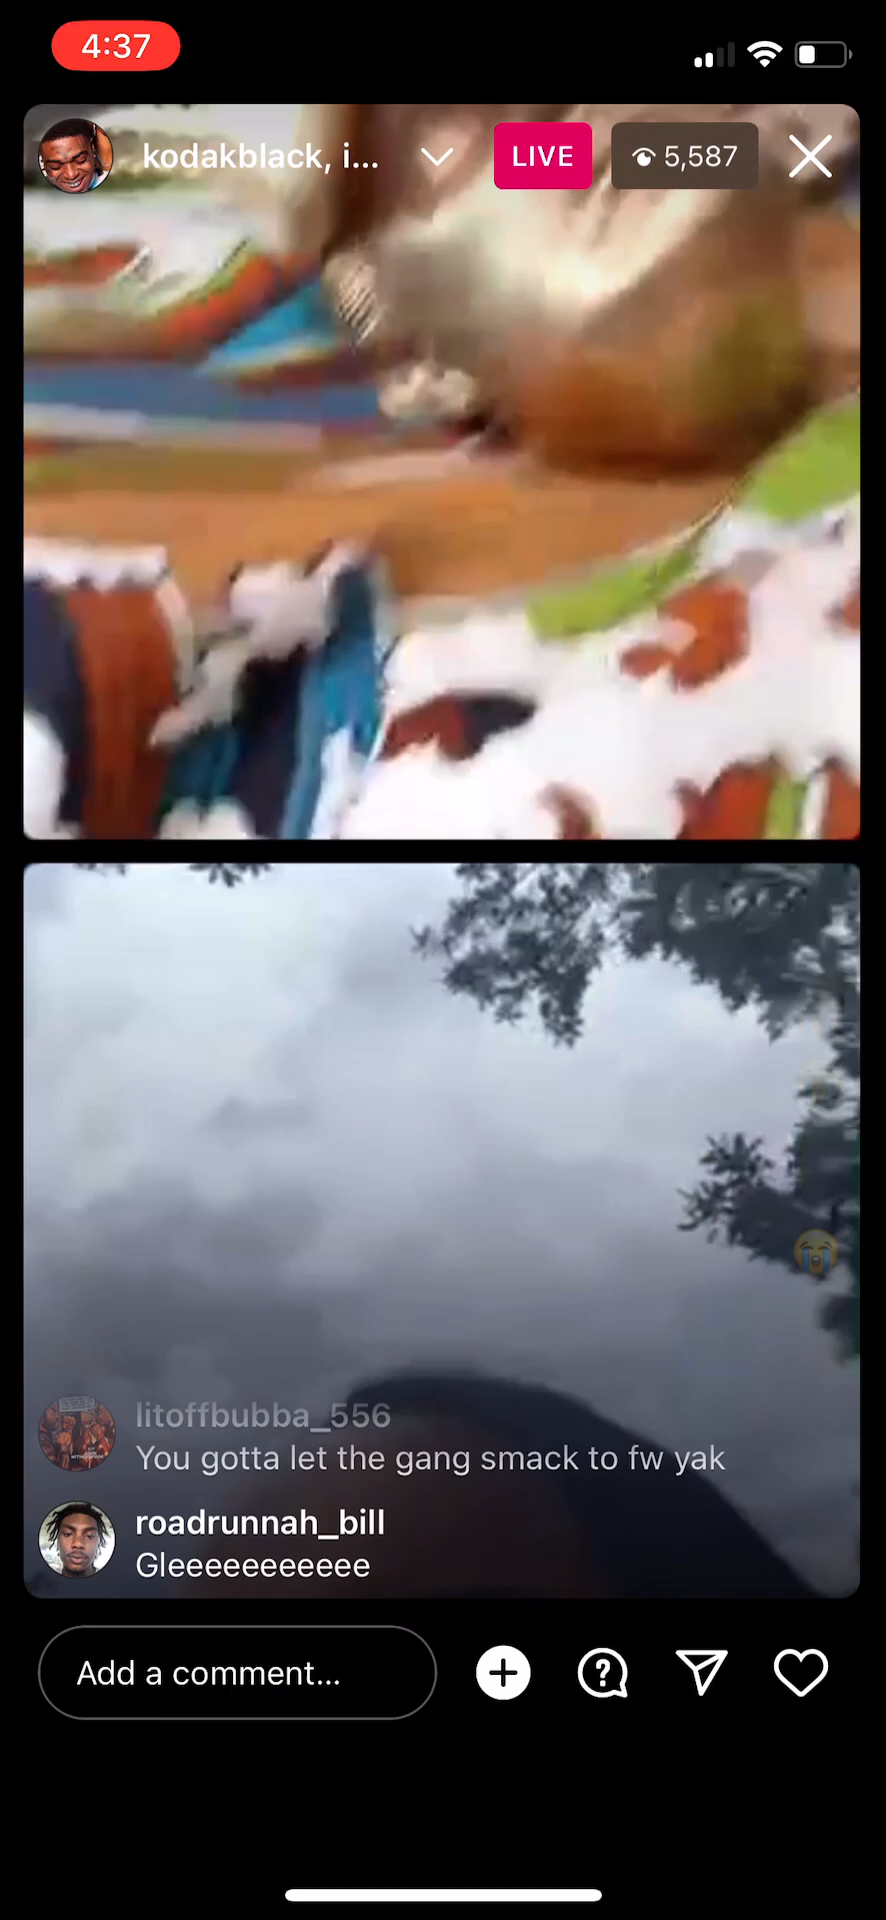 4:37
kodakblack, i...
LIVE
5,587
litoffbubba_556
You gotta let the gang smack to fw yak
roadrunnah_bill
Gleeeeeeeeeee
Add a comment...